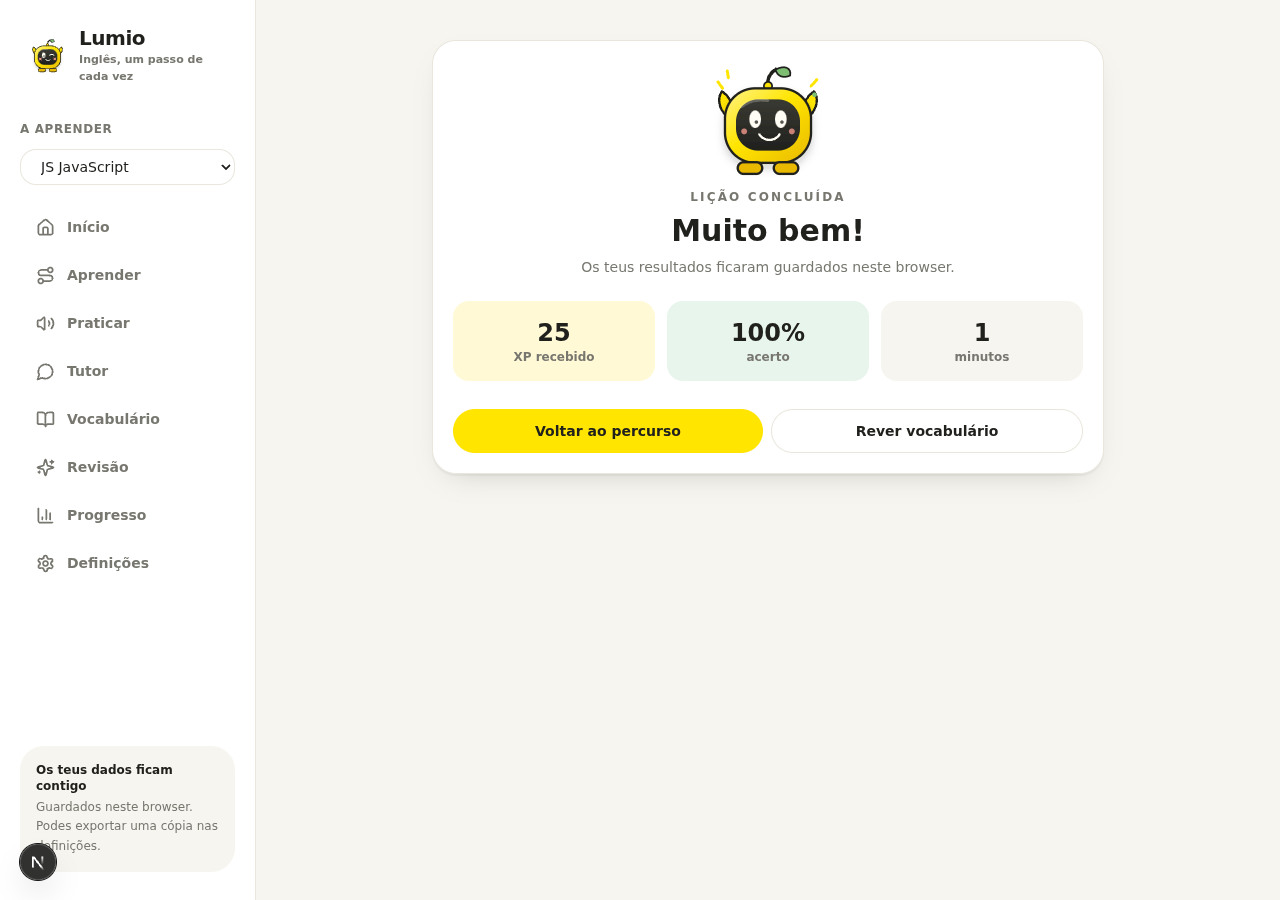 Lumio
Inglês, um passo de
cada vez
A APRENDER
JS JavaScript
Início
Aprender
Praticar
Tutor
Vocabulário
Revisão
Progresso
Definições
Os teus dados ficam
contigo
Guardados neste browser.
Podes exportar uma cópia nas
definições.
N
LIÇÃO CONCLUÍDA
Muito bem!
Os teus resultados ficaram guardados neste browser.
25
XP recebido
100%
acerto
1
minutos
Voltar ao percurso
Rever vocabulário